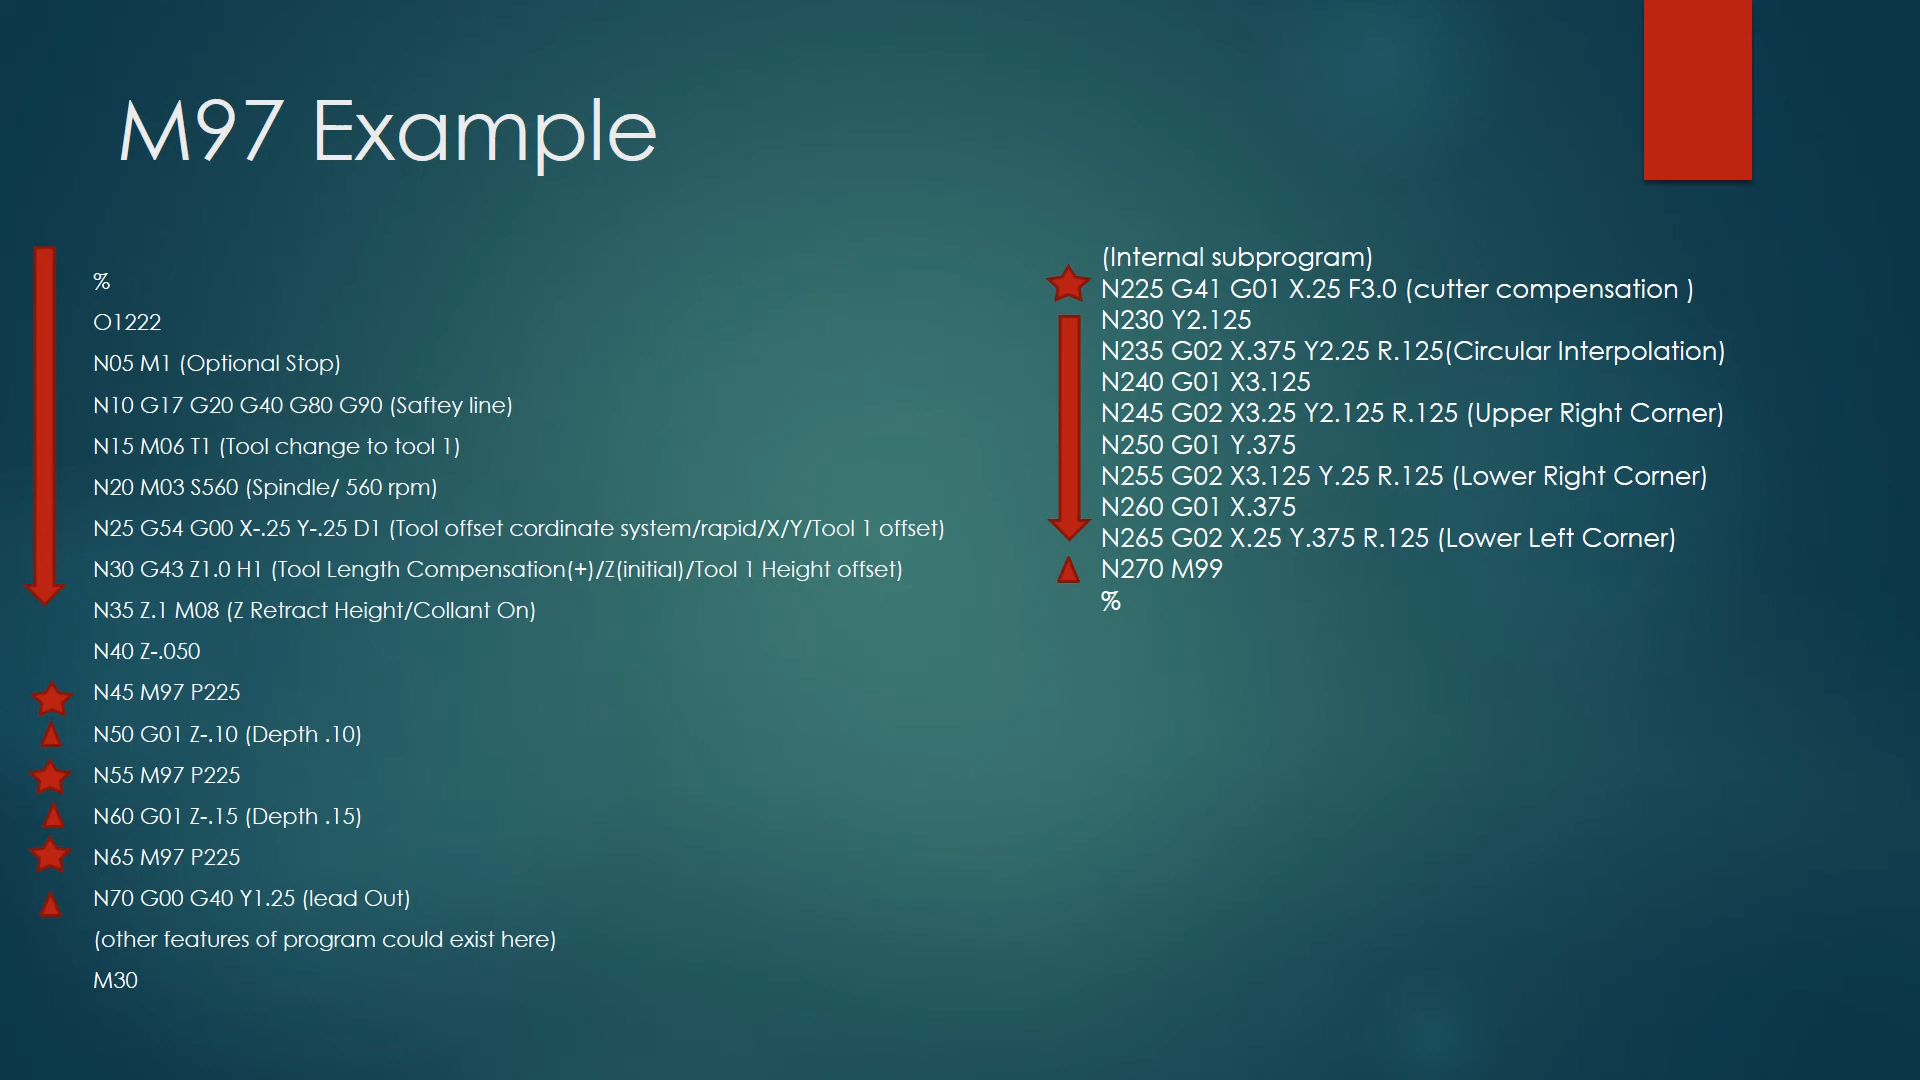 M97 Example
%
O1222
N05 M1 (Optional Stop)
N10 G17 G20 G40 G80 G90 (Saftey line)
N15 M06 T1 (Tool change to tool 1)
N20 M03 S560 (Spindle/ 560 rpm)
N25 G54 G00 X-.25 Y-.25 D1 (Tool offset cordinate system/rapid/X/Y/Tool 1 offset)
N30 G43 Z1.0 H1 (Tool Length Compensation(+)/Z(initial)/Tool 1 Height offset)
N35 Z.1 M08 (Z Retract Height/Collant On)
N40 Z-.050
N45 M97 P225
N50 G01 Z-.10 (Depth .10)
N55 M97 P225
N60 G01 Z-.15 (Depth .15)
N65 M97 P225
N70 G00 G40 Y1.25 (lead Out)
(other features of program could exist here)
M30
(Internal subprogram)
N225 G41 G01 X.25 F3.0 (cutter compensation )
N230 Y2.125
N235 G02 X.375 Y2.25 R.125(Circular Interpolation)
N240 G01 X3.125
N245 G02 X3.25 Y2.125 R.125 (Upper Right Corner)
N250 G01 Y.375
N255 G02 X3.125 Y.25 R.125 (Lower Right Corner)
N260 G01 X.375
N265 G02 X.25 Y.375 R.125 (Lower Left Corner)
N270 M99
%